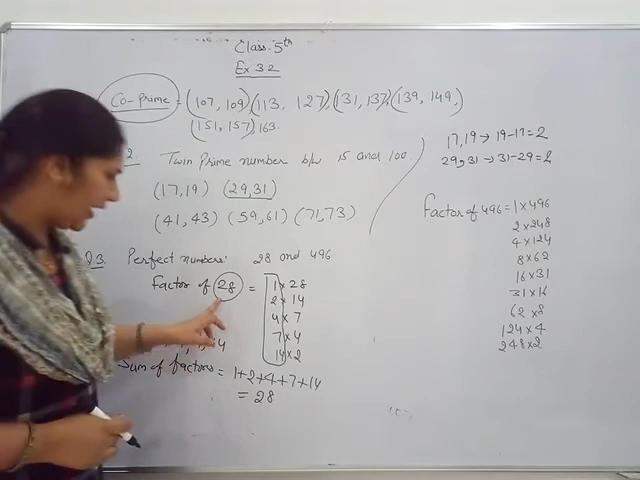 Class-5th
Ex 3.2
Co-prime = (107, 109), (113, 127), (131, 137), (139, 149,)
(151, 157), 163.
2 Twin Prime number b/w 15 and 100
(17,19) (29,31)
(41,43) (59,61) (71,73)
17,19 → 19-17=2
29,31 → 31-29=2
Q3. Perfect numbers: 28 and 496
Factor of 28 = 1×28
2×14
4×7
7×4
14×2
Sum of factors = 1+2+4+7+14
= 28
Factor of 496 = 1×496
2×248
4×124
8×62
16×31
31×16
62×8
124×4
248×2